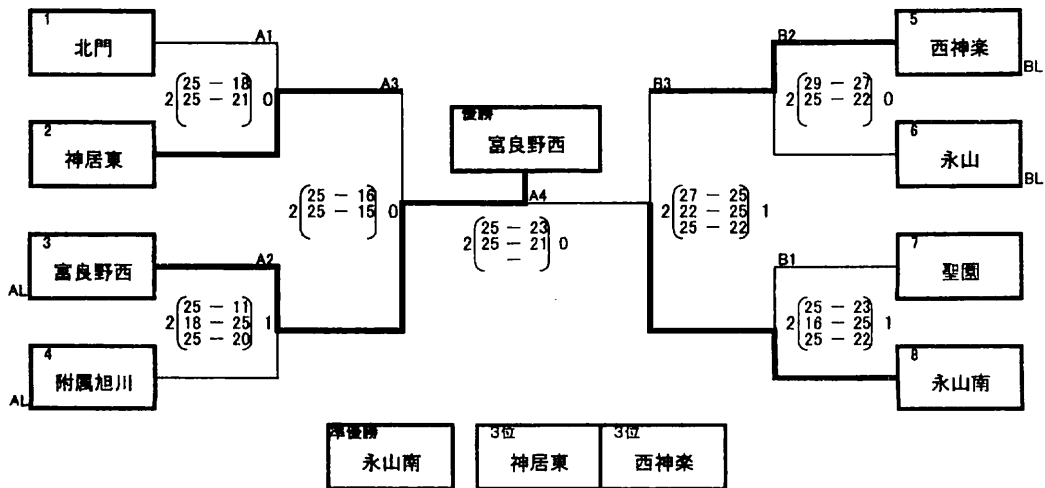 1
北門
A1
25 - 18
2 25 - 21 0
2
神居東
A3
25 - 16
2 25 - 15 0
3
富良野西
AL
A2
25 - 11
2 18 - 25 1
25 - 20
4
附属旭川
AL
優勝
富良野西
A4
25 - 23
2 25 - 21 0
-
B3
27 - 25
2 22 - 25 1
25 - 22
B2
29 - 27
2 25 - 22 0
5
西神楽
BL
6
永山
BL
B1
25 - 23
2 16 - 25 1
25 - 22
7
聖園
8
永山南
準優勝
永山南
3位
神居東
3位
西神楽